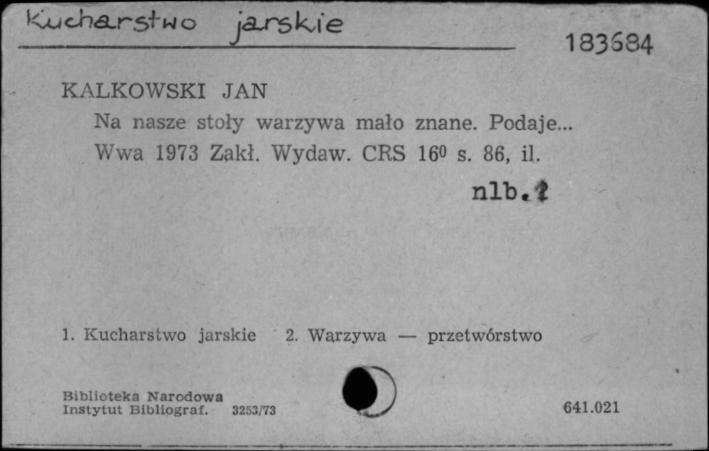 Kucharstwo jarskie
183684
KALKOWSKI JAN
Na nasze stoły warzywa mało znane. Podaje...
Wwa 1973 Zakł. Wydaw. CRS 16⁰ s. 86, il.
nlb.
1. Kucharstwo jarskie 2. Warzywa — przetwórstwo
Biblioteka Narodowa
Instytut Bibliograf. 3253/73
641.021